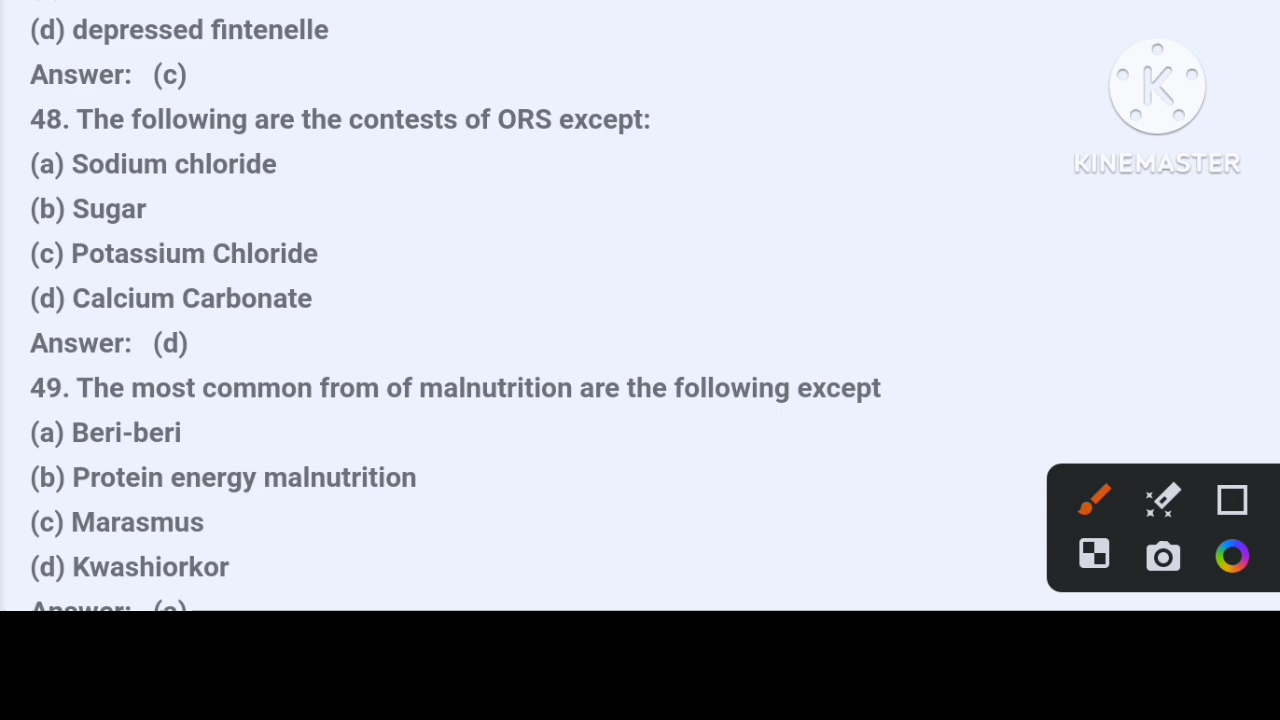 (d) depressed fintenelle
Answer: (c)
48. The following are the contests of ORS except:
(a) Sodium chloride
(b) Sugar
(c) Potassium Chloride
(d) Calcium Carbonate
Answer: (d)
49. The most common from of malnutrition are the following except
(a) Beri-beri
(b) Protein energy malnutrition
(c) Marasmus
(d) Kwashiorkor
Answer:
K
KINEMASTER